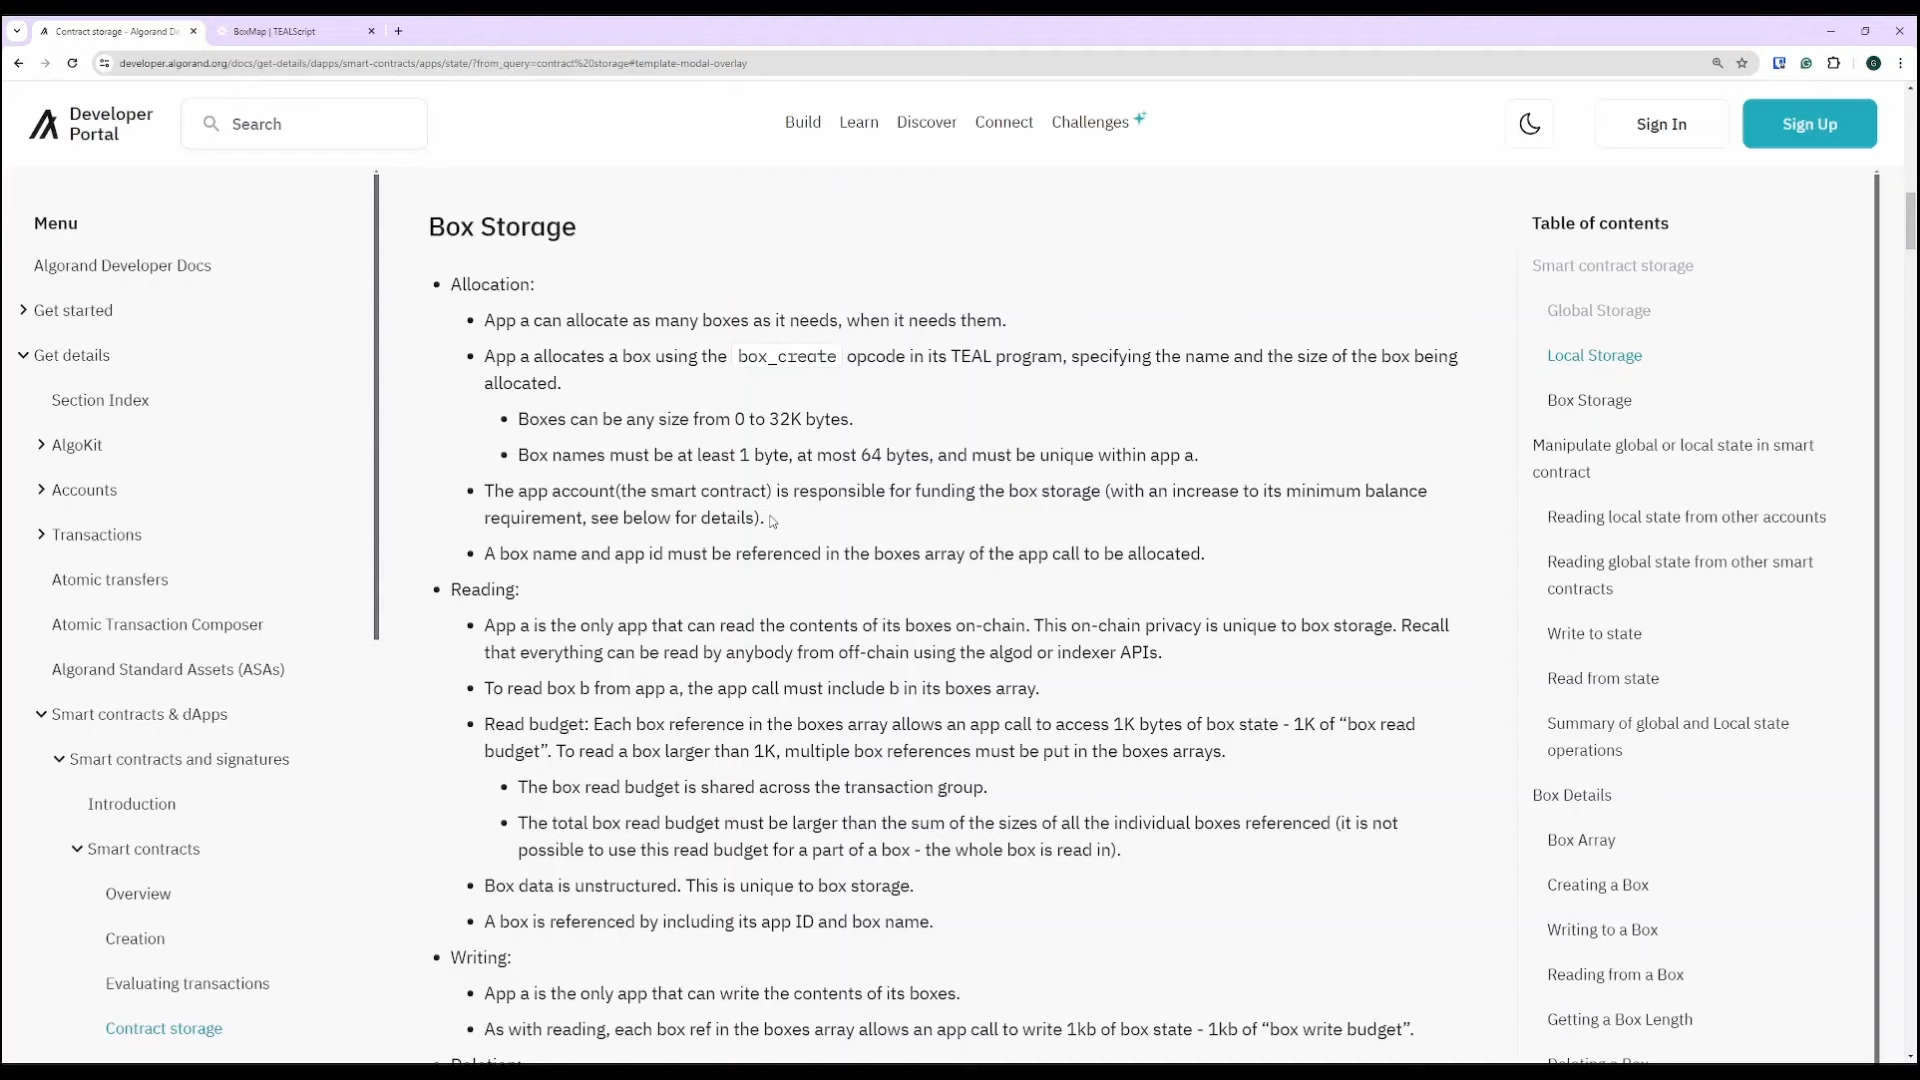 Contract storage - Algorand De
BoxMap | TEALScript
developer.algorand.org/docs/get-details/dapps/smart-contracts/apps/state/?from_query=contract%20storage#template-modal-overlay
G
Developer
Portal
Search
Build
Learn
Discover
Connect
Challenges
Sign In
Sign Up
Menu
Algorand Developer Docs
Get started
Get details
Section Index
AlgoKit
Accounts
Transactions
Atomic transfers
Atomic Transaction Composer
Algorand Standard Assets (ASAs)
Smart contracts & dApps
Smart contracts and signatures
Introduction
Smart contracts
Overview
Creation
Evaluating transactions
Contract storage
Box Storage
• Allocation:
• App a can allocate as many boxes as it needs, when it needs them.
• App a allocates a box using the box_create opcode in its TEAL program, specifying the name and the size of the box being
allocated.
• Boxes can be any size from 0 to 32K bytes.
• Box names must be at least 1 byte, at most 64 bytes, and must be unique within app a.
• The app account(the smart contract) is responsible for funding the box storage (with an increase to its minimum balance
requirement, see below for details).
• A box name and app id must be referenced in the boxes array of the app call to be allocated.
• Reading:
• App a is the only app that can read the contents of its boxes on-chain. This on-chain privacy is unique to box storage. Recall
that everything can be read by anybody from off-chain using the algod or indexer APIs.
• To read box b from app a, the app call must include b in its boxes array.
• Read budget: Each box reference in the boxes array allows an app call to access 1K bytes of box state - 1K of “box read
budget”. To read a box larger than 1K, multiple box references must be put in the boxes arrays.
• The box read budget is shared across the transaction group.
• The total box read budget must be larger than the sum of the sizes of all the individual boxes referenced (it is not
possible to use this read budget for a part of a box - the whole box is read in).
• Box data is unstructured. This is unique to box storage.
• A box is referenced by including its app ID and box name.
• Writing:
• App a is the only app that can write the contents of its boxes.
• As with reading, each box ref in the boxes array allows an app call to write 1kb of box state - 1kb of “box write budget”.
Table of contents
Smart contract storage
Global Storage
Local Storage
Box Storage
Manipulate global or local state in smart
contract
Reading local state from other accounts
Reading global state from other smart
contracts
Write to state
Read from state
Summary of global and Local state
operations
Box Details
Box Array
Creating a Box
Writing to a Box
Reading from a Box
Getting a Box Length